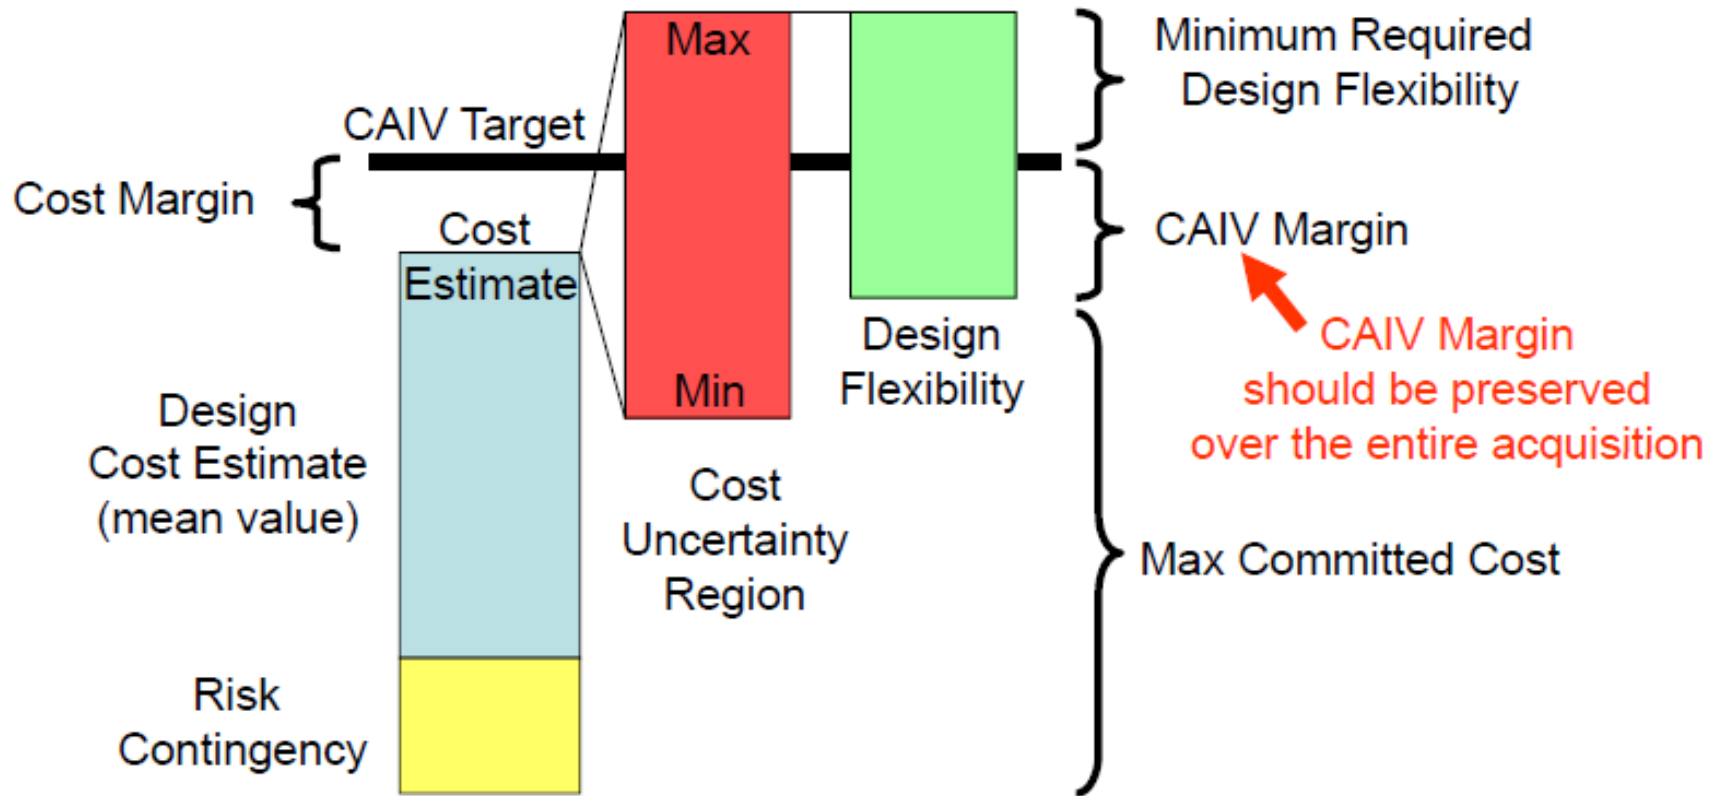 Max
Minimum Required
Design Flexibility
CAIV Target
Cost Margin
Cost
Estimate
CAIV Margin
Min
Design
Flexibility
CAIV Margin
should be preserved
over the entire acquisition
Design
Cost Estimate
(mean value)
Cost
Uncertainty
Region
Max Committed Cost
Risk
Contingency